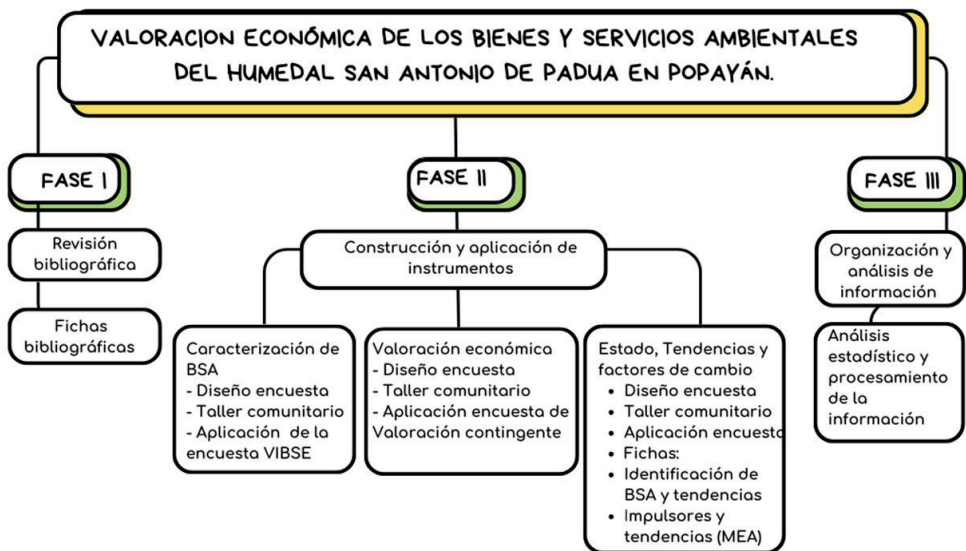 VALORACION ECONÓMICA DE LOS BIENES Y SERVICIOS AMBIENTALES
DEL HUMEDAL SAN ANTONIO DE PADUA EN POPAYÁN.
FASE I
Revisión
bibliográfica
Fichas
bibliográficas
FASE II
Construcción y aplicación de
instrumentos
Caracterización de
BSA
- Diseño encuesta
- Taller comunitario
- Aplicación de la
encuesta VIBSE
Valoración económica
- Diseño encuesta
- Taller comunitario
- Aplicación encuesta de
Valoración contingente
Estado, Tendencias y
factores de cambio
• Diseño encuesta
• Taller comunitario
• Aplicación encuesta
• Fichas:
• Identificación de
BSA y tendencias
• Impulsores y
tendencias (MEA)
FASE III
Organización y
análisis de
información
Análisis
estadístico y
procesamiento
de la
información